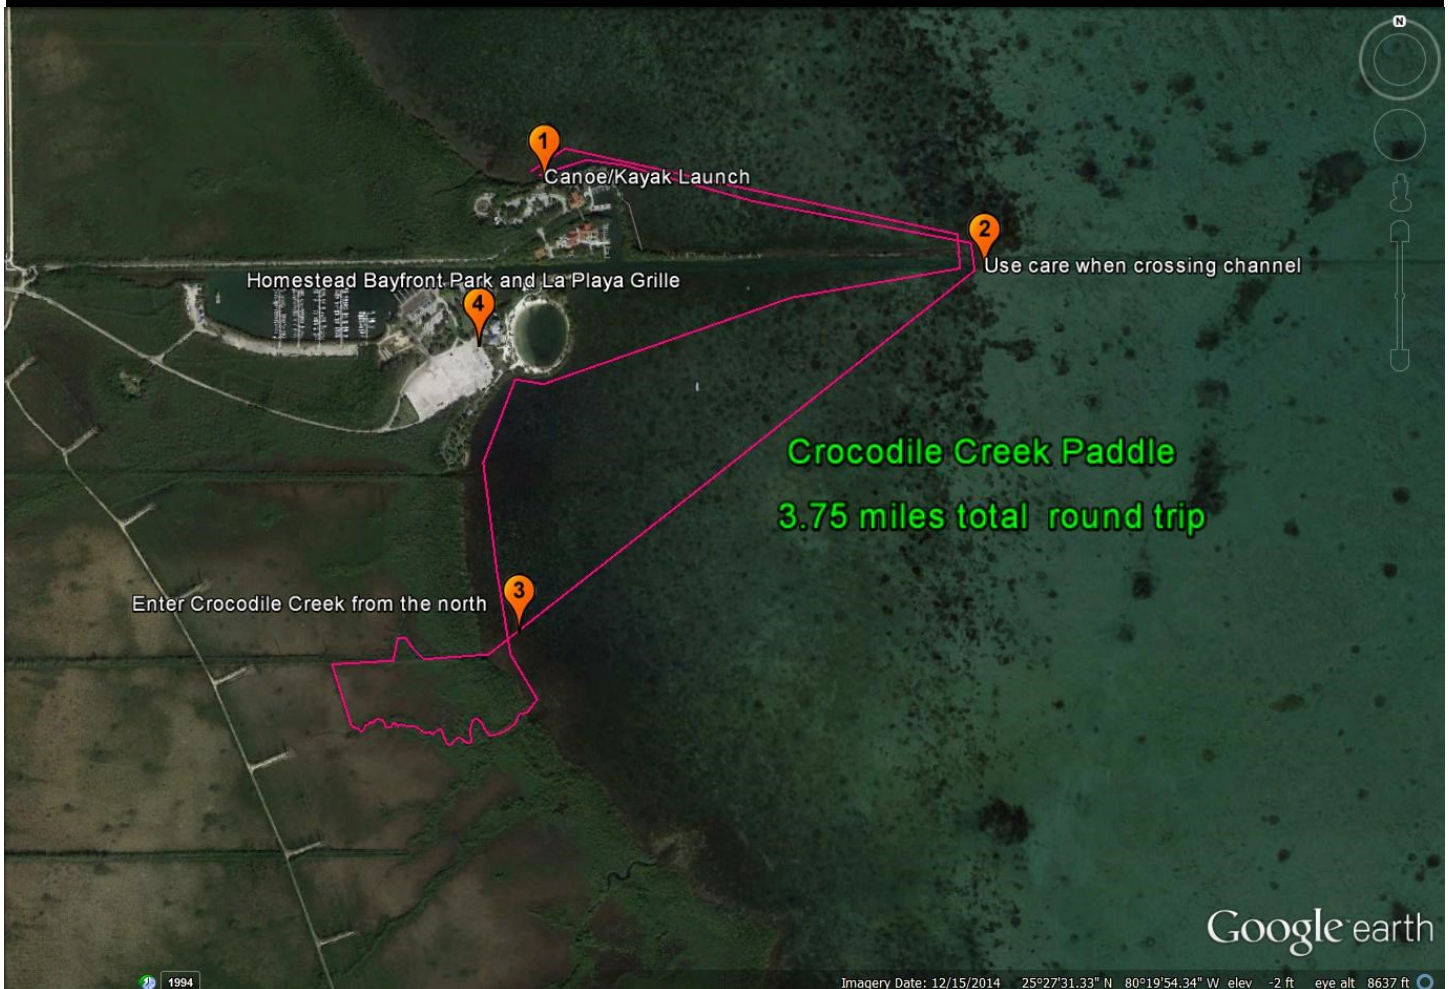 N
1
Canoe/Kayak Launch
2
Use care when crossing channel
Homestead Bayfront Park and La Playa Grille
4
Crocodile Creek Paddle
3.75 miles total round trip
3
Enter Crocodile Creek from the north
Google earth
1994
Imagery Date: 12/15/2014 25°27'31.33" N 80°19'54.34" W elev -2 ft eye alt 8637 ft